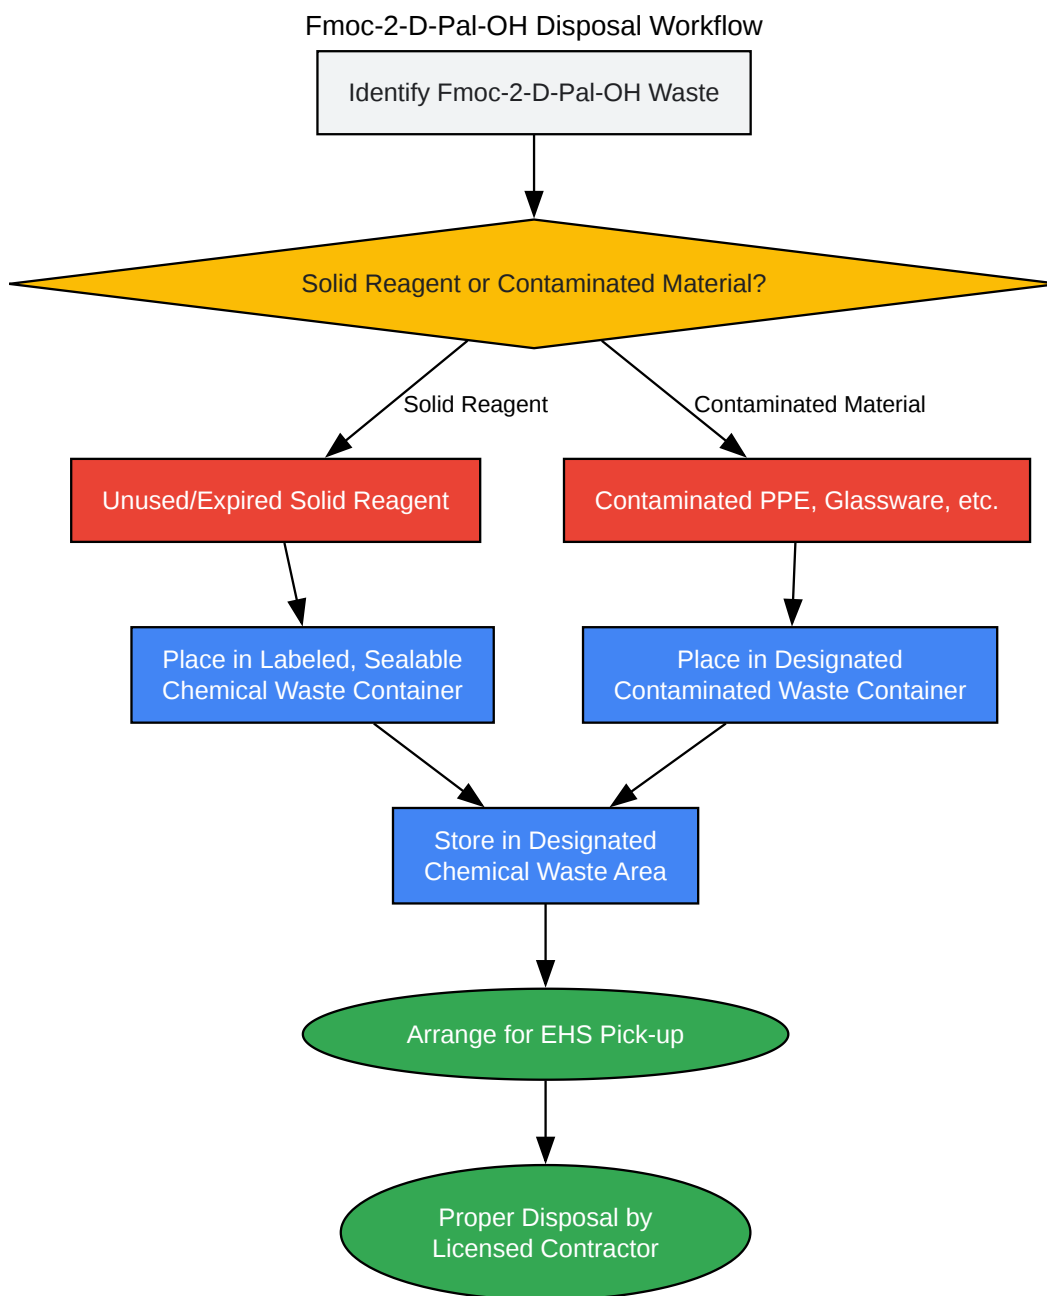 Fmoc-2-D-Pal-OH Disposal Workflow
Identify Fmoc-2-D-Pal-OH Waste
Solid Reagent or Contaminated Material?
Solid Reagent
Contaminated Material
Unused/Expired Solid Reagent
Contaminated PPE, Glassware, etc.
Place in Labeled, Sealable
Chemical Waste Container
Place in Designated
Contaminated Waste Container
Store in Designated
Chemical Waste Area
Arrange for EHS Pick-up
Proper Disposal by
Licensed Contractor